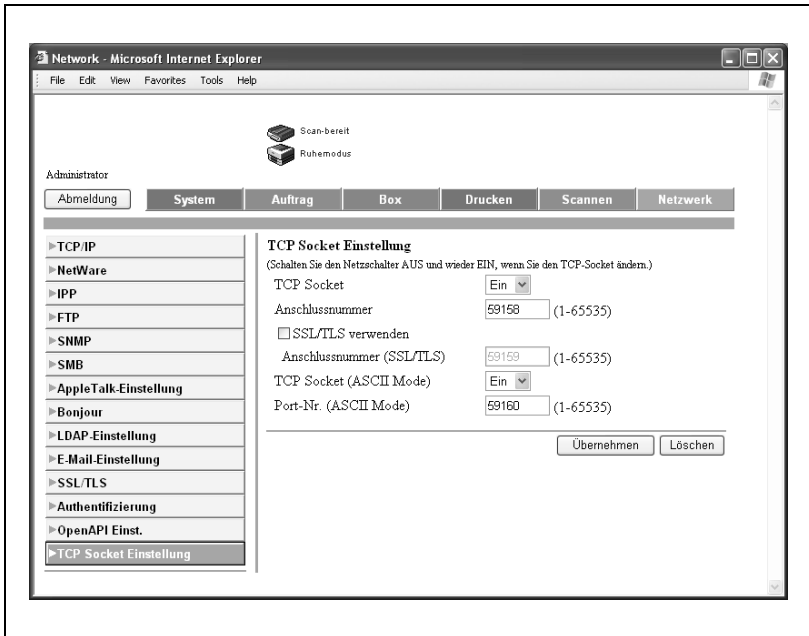 Network - Microsoft Internet Explorer
File Edit View Favorites Tools Help
Scan-bereit
Ruhemodus
Administrator
Abmeldung System Auftrag Box Drucken Scannen Netzwerk
TCP/IP
NetWare
IPP
FTP
SNMP
SMB
AppleTalk-Einstellung
Bonjour
LDAP-Einstellung
E-Mail-Einstellung
SSL/TLS
Authentifizierung
OpenAPI Einst.
TCP Socket Einstellung
TCP Socket Einstellung
(Schalten Sie den Netzschalter AUS und wieder EIN, wenn Sie den TCP-Socket ändern.)
TCP Socket Ein
Anschlussnummer 59158 (1-65535)
SSL/TLS verwenden
Anschlussnummer (SSL/TLS) 59159 (1-65535)
TCP Socket (ASCII Mode) Ein
Port-Nr. (ASCII Mode) 59160 (1-65535)
Übernehmen Löschen